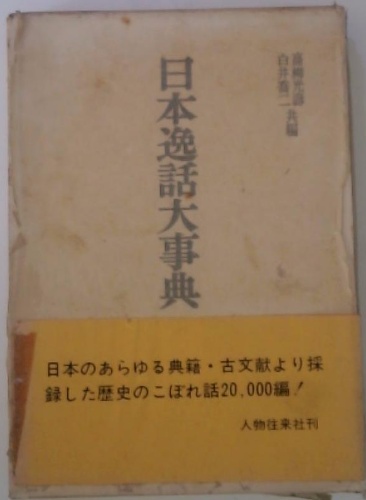 白井喬二 共編
日本逸話大事典
日本のあらゆる典籍・古文献より採
録した歴史のこぼれ話20,000編!
人物往来社刊